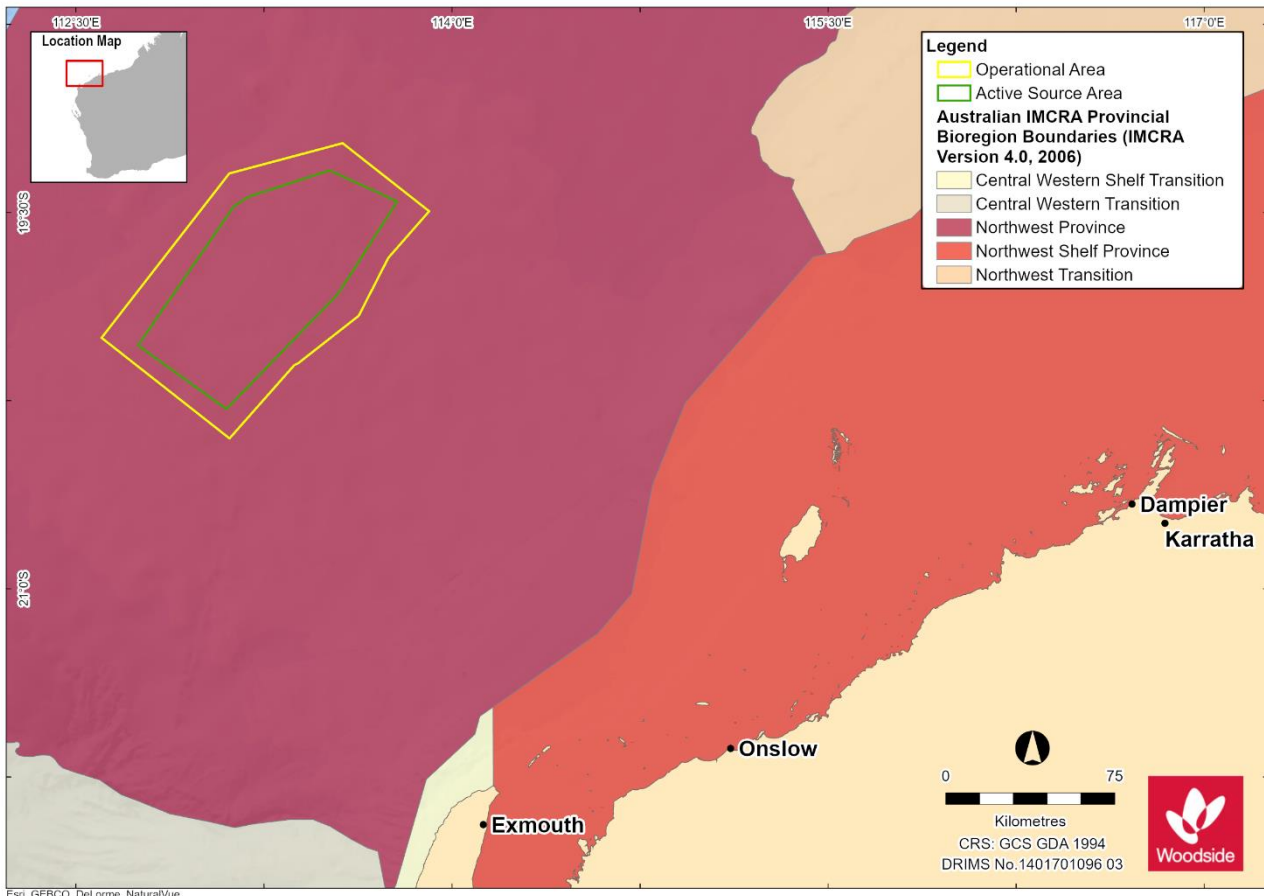 112°30'E
114°0'E
115°30'E
117°0'E
Location Map
Legend
Operational Area
Active Source Area
Australian IMCRA Provincial
Bioregion Boundaries (IMCRA
Version 4.0, 2006)
Central Western Shelf Transition
Central Western Transition
Northwest Province
Northwest Shelf Province
Northwest Transition
19°30'S
21°0'S
Dampier
Karratha
Onslow
Exmouth
0 75
Kilometres
CRS: GCS GDA 1994
DRIMS No.1401701096 03
Woodside
Esri, GEBCO, DeLorme, NaturalVue